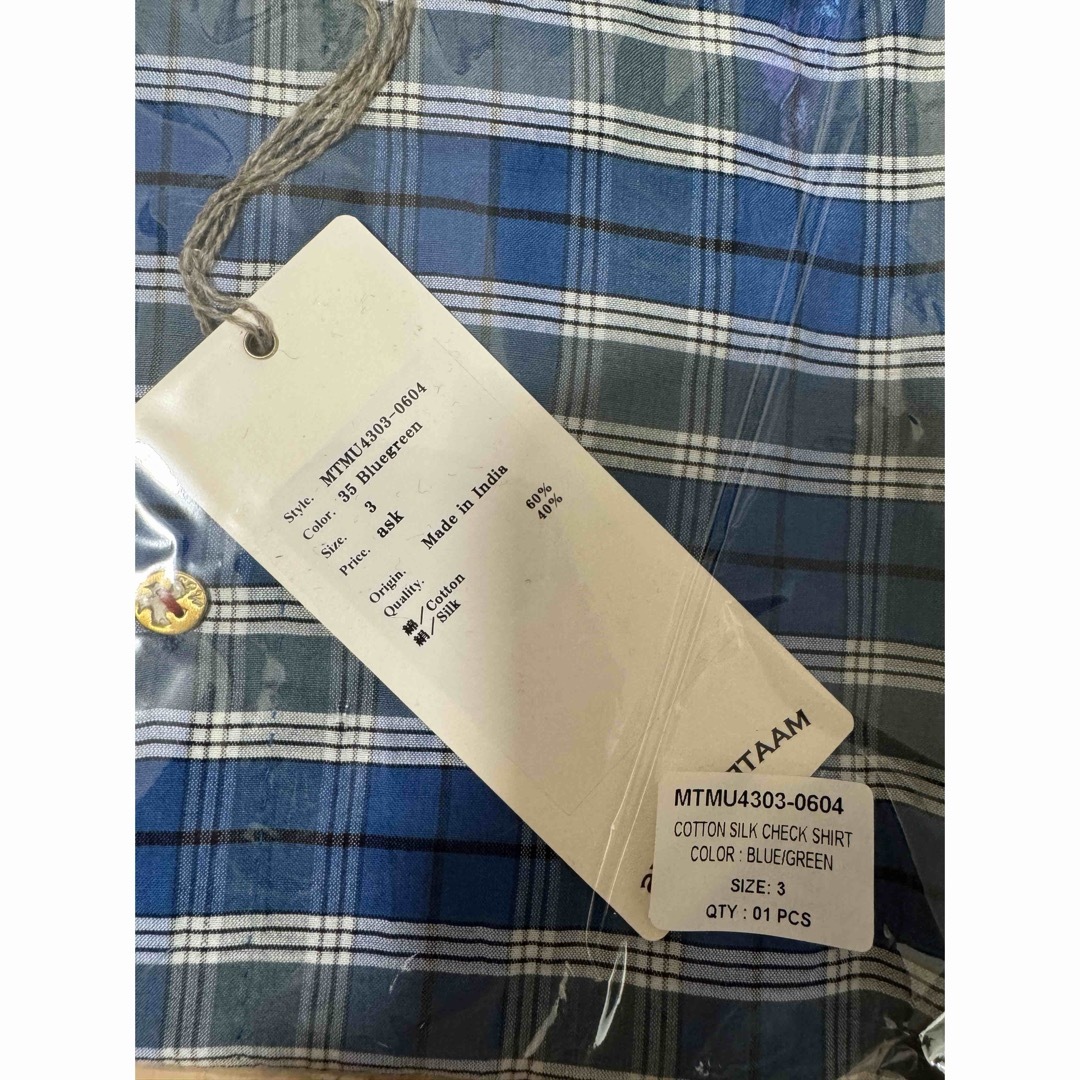 Style. MTMU4303-0604
Color. 35 Bluegreen
Size. 3
Price. ask
Origin. Made in India
Quality.
綿／Cotton 60%
絹／Silk 40%
MTMU4303-0604
COTTON SILK CHECK SHIRT
COLOR : BLUE/GREEN
SIZE: 3
QTY : 01 PCS